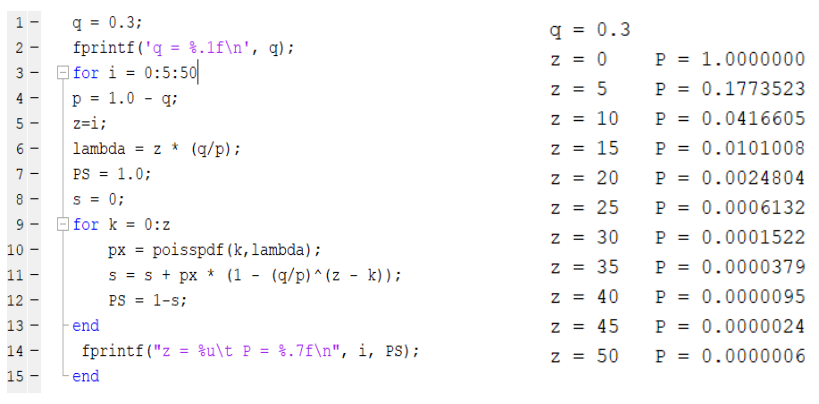 1 - q = 0.3;
2 - fprintf('q = %.1f\n', q);
3 - for i = 0:5:50
4 - p = 1.0 - q;
5 - z=i;
6 - lambda = z * (q/p);
7 - PS = 1.0;
8 - s = 0;
9 - for k = 0:z
10 - px = poisspdf(k,lambda);
11 - s = s + px * (1 - (q/p)^(z - k));
12 - PS = 1-s;
13 - end
14 - fprintf("z = %u\t P = %.7f\n", i, PS);
15 - end
q = 0.3
z = 0 P = 1.0000000
z = 5 P = 0.1773523
z = 10 P = 0.0416605
z = 15 P = 0.0101008
z = 20 P = 0.0024804
z = 25 P = 0.0006132
z = 30 P = 0.0001522
z = 35 P = 0.0000379
z = 40 P = 0.0000095
z = 45 P = 0.0000024
z = 50 P = 0.0000006